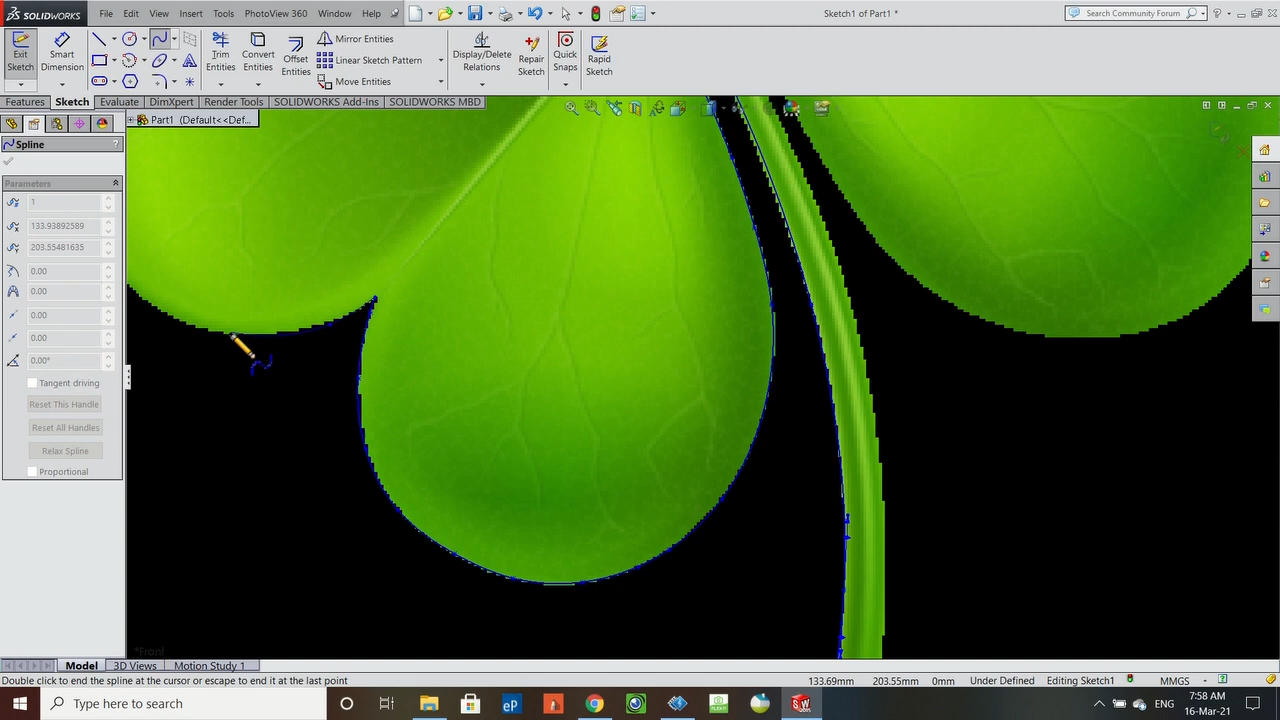 SOLIDWORKS
File Edit View Insert Tools PhotoView 360 Window Help
Sketch1 of Part1 *
Search Community Forum
Exit Sketch
Smart Dimension
Trim Entities
Convert Entities
Offset Entities
Mirror Entities
Linear Sketch Pattern
Move Entities
Display/Delete Relations
Repair Sketch
Quick Snaps
Rapid Sketch
Features Sketch Evaluate DimXpert Render Tools SOLIDWORKS Add-Ins SOLIDWORKS MBD
Part1 (Default<<Def...
Spline
?
Parameters
1
133.93892589
203.55481635
0.00
0.00
0.00
0.00
0.00°
Tangent driving
Reset This Handle
Reset All Handles
Relax Spline
Proportional
*Front
Model 3D Views Motion Study 1
Double click to end the spline at the cursor or escape to end it at the last point
133.69mm 203.55mm 0mm Under Defined Editing Sketch1 MMGS
Type here to search
eP
ENG
7:58 AM
16-Mar-21